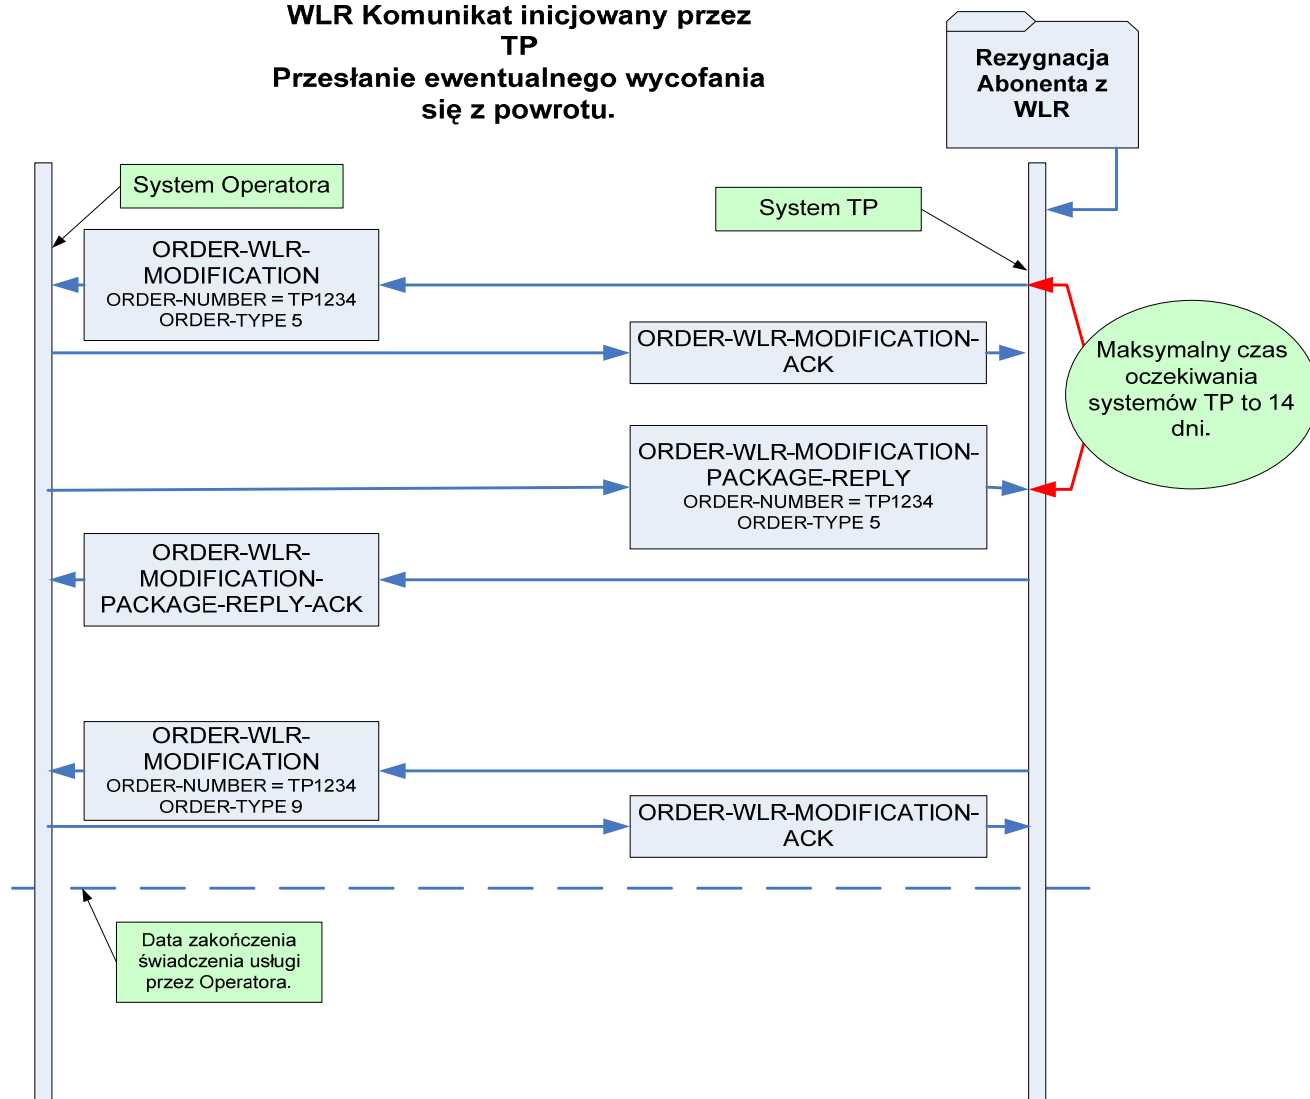 WLR Komunikat inicjowany przez
TP
Przesłanie ewentualnego wycofania
się z powrotu.
Rezygnacja
Abonenta z
WLR
System Operatora
System TP
ORDER-WLR-
MODIFICATION
ORDER-NUMBER = TP1234
ORDER-TYPE 5
ORDER-WLR-MODIFICATION-
ACK
Maksymalny czas
oczekiwania
systemów TP to 14
dni.
ORDER-WLR-MODIFICATION-
PACKAGE-REPLY
ORDER-NUMBER = TP1234
ORDER-TYPE 5
ORDER-WLR-
MODIFICATION-
PACKAGE-REPLY-ACK
ORDER-WLR-
MODIFICATION
ORDER-NUMBER = TP1234
ORDER-TYPE 9
ORDER-WLR-MODIFICATION-
ACK
Data zakończenia
świadczenia usługi
przez Operatora.